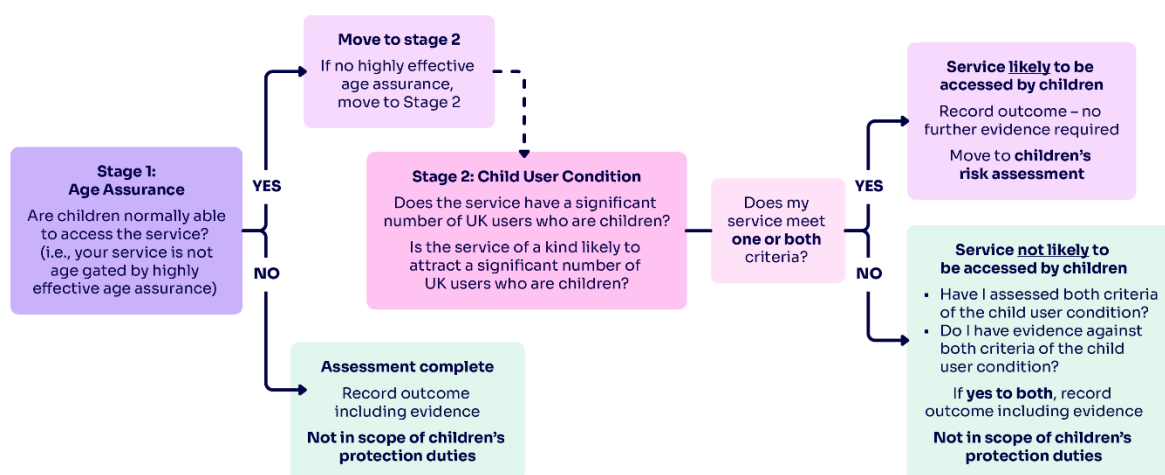 Stage 1:
Age Assurance
Are children normally able
to access the service?
(i.e., your service is not
age gated by highly
effective age assurance)
YES
NO
Move to stage 2
If no highly effective
age assurance,
move to Stage 2
Assessment complete
Record outcome
including evidence
Not in scope of children’s
protection duties
Stage 2: Child User Condition
Does the service have a significant
number of UK users who are children?
Is the service of a kind likely to
attract a significant number of
UK users who are children?
Does my
service meet
one or both
criteria?
YES
NO
Service likely to be
accessed by children
Record outcome – no
further evidence required
Move to children’s
risk assessment
Service not likely to
be accessed by children
▪ Have I assessed both criteria
of the child user condition?
▪ Do I have evidence against
both criteria of the child
user condition?
If yes to both, record
outcome including evidence
Not in scope of children’s
protection duties